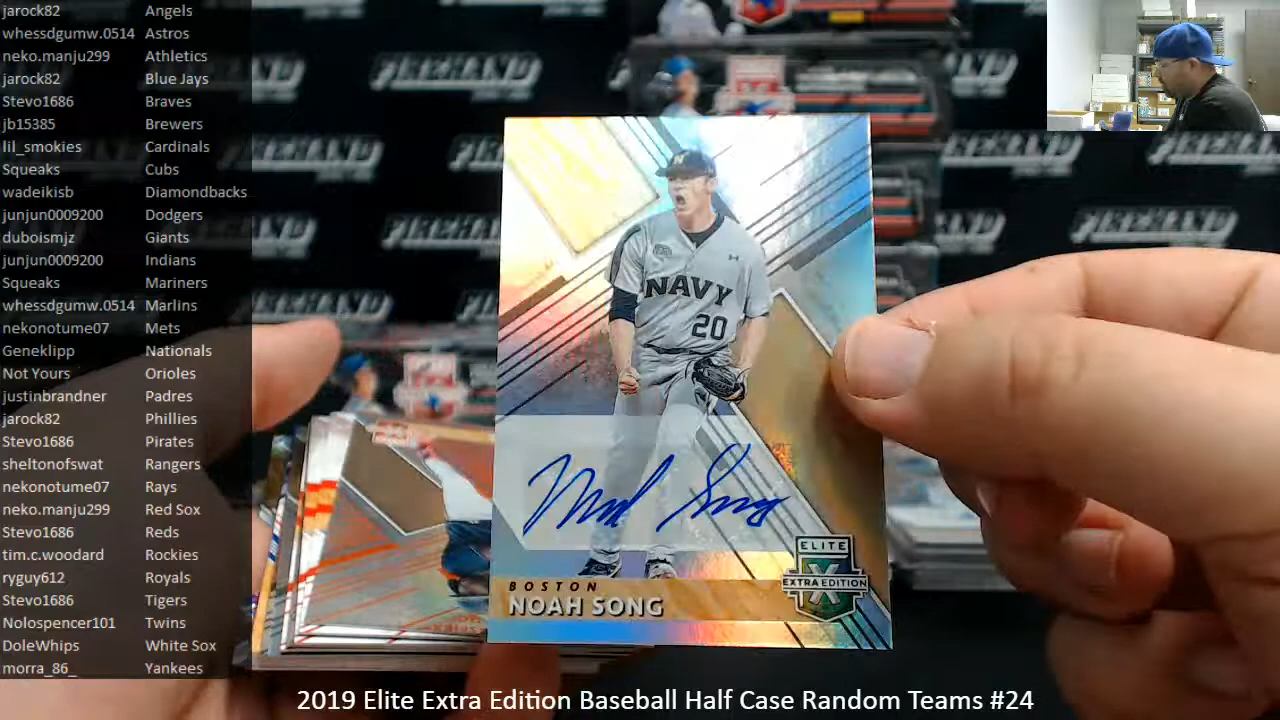 jarock82 Angels
whessdgumw.0514 Astros
neko.manju299 Athletics
jarock82 Blue Jays
Stevo1686 Braves
jb15385 Brewers
lil_smokies Cardinals
Squeaks Cubs
wadeikisb Diamondbacks
junjun0009200 Dodgers
duboismjz Giants
junjun0009200 Indians
Squeaks Mariners
whessdgumw.0514 Marlins
nekonotume07 Mets
Geneklipp Nationals
Not Yours Orioles
justinbrandner Padres
jarock82 Phillies
Stevo1686 Pirates
sheltonofswat Rangers
nekonotume07 Rays
neko.manju299 Red Sox
Stevo1686 Reds
tim.c.woodard Rockies
ryguy612 Royals
Stevo1686 Tigers
Nolospencer101 Twins
DoleWhips White Sox
morra_86_ Yankees
FIREHAND
N
NAVY
20
ELITE
X
EXTRA EDITION
BOSTON
NOAH SONG
2019 Elite Extra Edition Baseball Half Case Random Teams #24